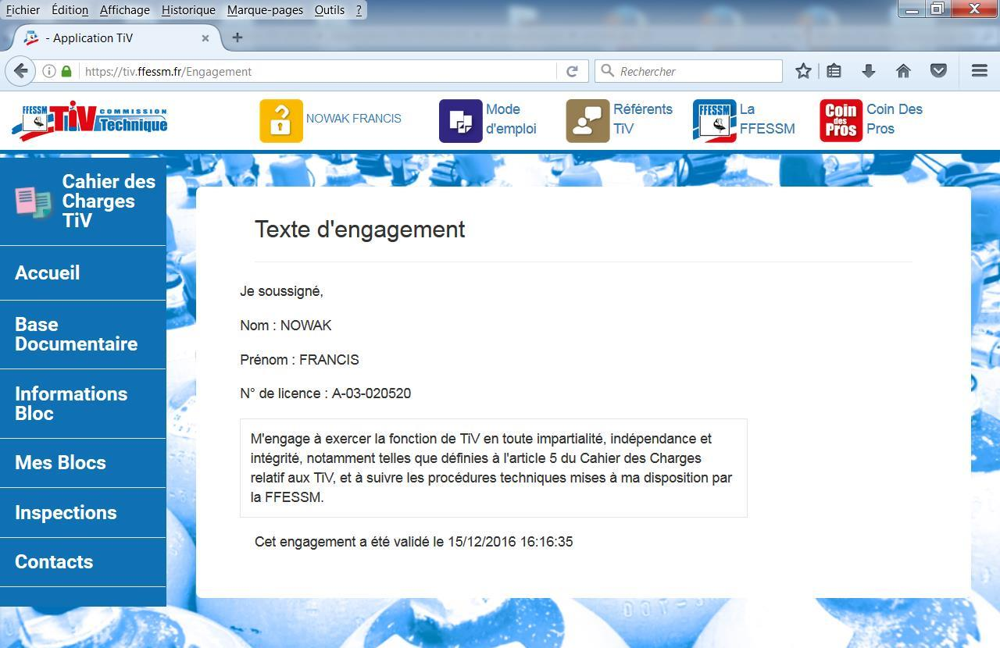 Fichier Édition Affichage Historique Marque-pages Outils ?
- Application TiV
https://tiv.ffessm.fr/Engagement
Rechercher
FFESSM TiV COMMISSION Technique
NOWAK FRANCIS
Mode d'emploi
Référents TiV
FFESSM
La FFESSM
Coin des Pros
Coin Des Pros
Cahier des
Charges
TiV
Accueil
Base
Documentaire
Informations
Bloc
Mes Blocs
Inspections
Contacts
Texte d'engagement
Je soussigné,
Nom : NOWAK
Prénom : FRANCIS
N° de licence : A-03-020520
M'engage à exercer la fonction de TiV en toute impartialité, indépendance et
intégrité, notamment telles que définies à l'article 5 du Cahier des Charges
relatif aux TiV, et à suivre les procédures techniques mises à ma disposition par
la FFESSM.
Cet engagement a été validé le 15/12/2016 16:16:35